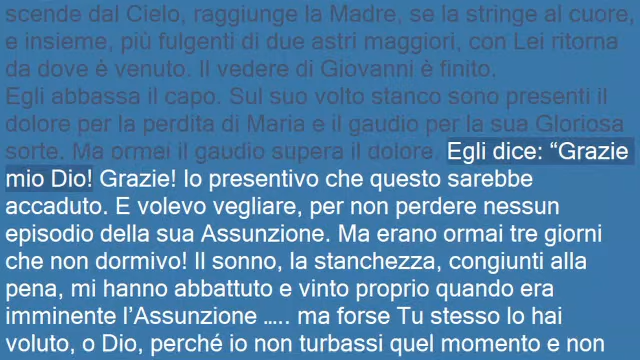 scende dal Cielo, raggiunge la Madre, se la stringe al cuore,
e insieme, più fulgenti di due astri maggiori, con Lei ritorna
da dove è venuto. Il vedere di Giovanni è finito.
Egli abbassa il capo. Sul suo volto stanco sono presenti il
dolore per la perdita di Maria e il gaudio per la sua Gloriosa
sorte. Ma ormai il gaudio supera il dolore. Egli dice: “Grazie
mio Dio! Grazie! Io presentivo che questo sarebbe
accaduto. E volevo vegliare, per non perdere nessun
episodio della sua Assunzione. Ma erano ormai tre giorni
che non dormivo! Il sonno, la stanchezza, congiunti alla
pena, mi hanno abbattuto e vinto proprio quando era
imminente l’Assunzione ….. ma forse Tu stesso lo hai
voluto, o Dio, perché io non turbassi quel momento e non